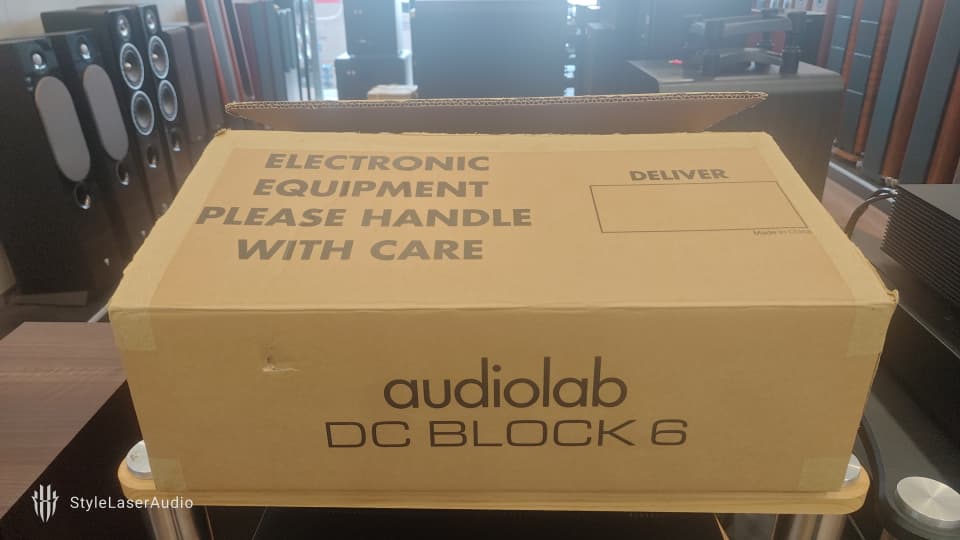 ELECTRONIC
EQUIPMENT
PLEASE HANDLE
WITH CARE
DELIVER
Made in China
audiolab
DC BLOCK 6
StyleLaserAudio